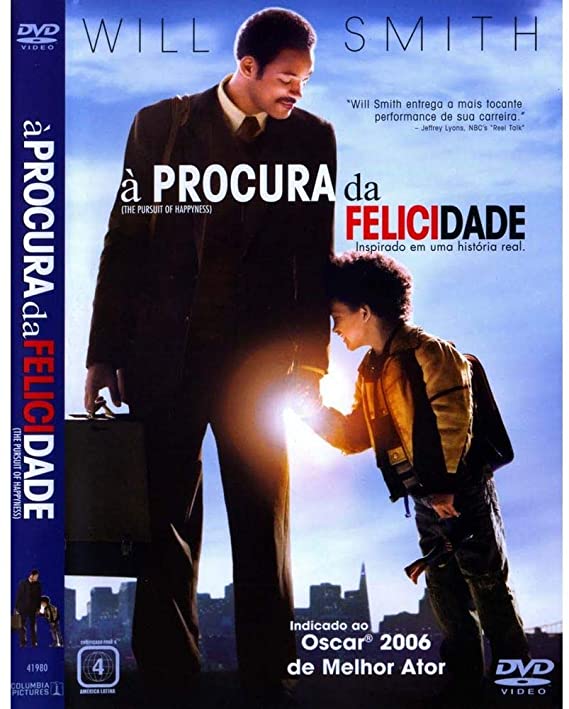 DVD
VIDEO
à PROCURA da FELICIDADE
(THE PURSUIT OF HAPPYNESS)
41980
COLUMBIA
PICTURES
WILL SMITH
"Will Smith entrega a mais tocante
performance de sua carreira."
– Jeffrey Lyons, NBC's "Reel Talk"
à PROCURA da
(THE PURSUIT OF HAPPYNESS)
FELICIDADE
Inspirado em uma história real.
Indicado ao
Oscar® 2006
de Melhor Ator
4
AMÉRICA LATINA
DVD
VIDEO